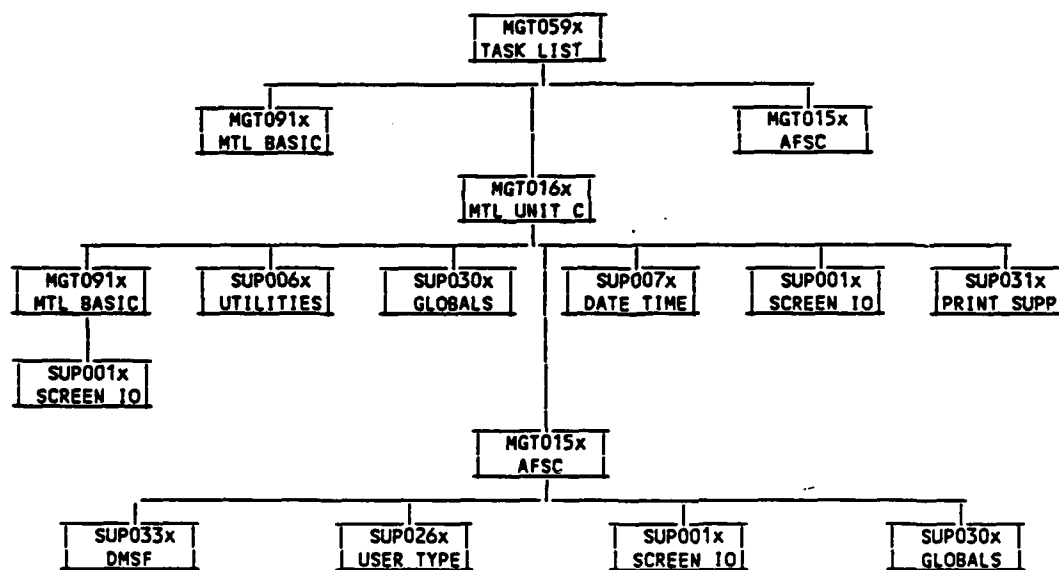 MGT059x
TASK LIST
MGT091x
MTL BASIC
MGT015x
AFSC
MGT016x
MTL UNIT C
MGT091x
MTL BASIC
SUP006x
UTILITIES
SUP030x
GLOBALS
SUP007x
DATE TIME
SUP001x
SCREEN IO
SUP031x
PRINT SUPP
SUP001x
SCREEN IO
MGT015x
AFSC
SUP033x
DMSF
SUP026x
USER TYPE
SUP001x
SCREEN IO
SUP030x
GLOBALS